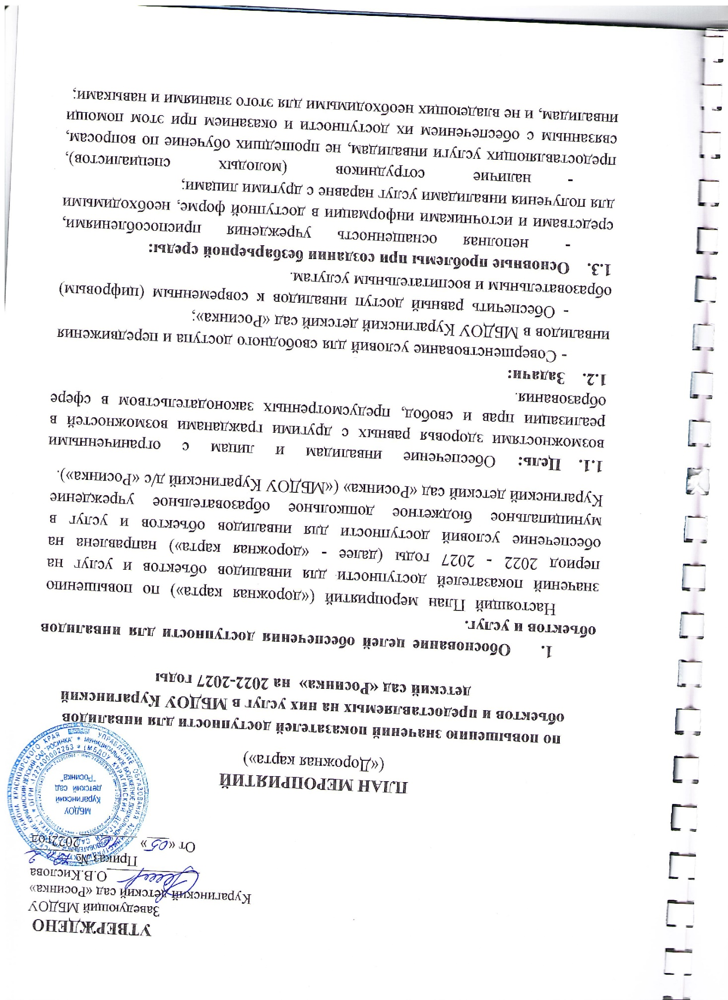 УТВЕРЖДЕНО
Заведующий МБДОУ
Курагинский детский сад «Росинка»
О.В.Кислова
Приказ №
От «05» 2022год
МБДОУ
Курагинский
детский сад
"Росинка"
ПЛАН МЕРОПРИЯТИЙ
(«Дорожная карта»)
по повышению значений показателей доступности для инвалидов
объектов и предоставляемых на них услуг в МБДОУ Курагинский
детский сад «Росинка» на 2022-2027 годы
1. Обоснование целей обеспечения доступности для инвалидов
объектов и услуг.
Настоящий План мероприятий («дорожная карта») по повышению
значений показателей доступности для инвалидов объектов и услуг на
период 2022 - 2027 годы (далее - «дорожная карта») направлена на
обеспечение условий доступности для инвалидов объектов и услуг в
муниципальное бюджетное дошкольное образовательное учреждение
Курагинский детский сад «Росинка» («МБДОУ Курагинский д/с «Росинка»).
1.1. Цель: Обеспечение инвалидам и лицам с ограниченными
возможностями здоровья равных с другими гражданами возможностей в
реализации прав и свобод, предусмотренных законодательством в сфере
образования.
1.2. Задачи:
- Совершенствование условий для свободного доступа и передвижения
инвалидов в МБДОУ Курагинский детский сад «Росинка»;
- Обеспечить равный доступ инвалидов к современным (цифровым)
образовательным и воспитательным услугам.
1.3. Основные проблемы при создании безбарьерной среды:
- неполная оснащенность учреждения приспособлениями,
средствами и источниками информации в доступной форме, необходимыми
для получения инвалидами услуг наравне с другими лицами;
- наличие сотрудников (молодых специалистов),
предоставляющих услуги инвалидам, не прошедших обучение по вопросам,
связанным с обеспечением их доступности и оказанием при этом помощи
инвалидам, и не владеющих необходимыми для этого знаниями и навыками;